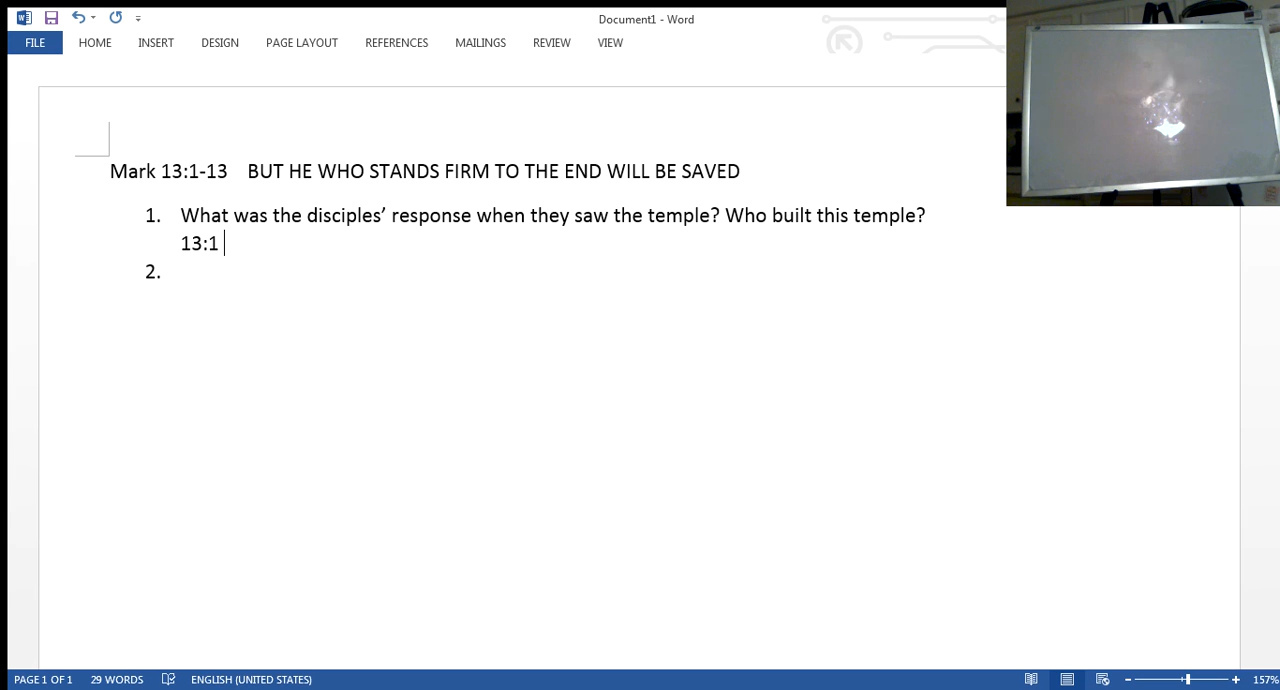 Document1 - Word
FILE HOME INSERT DESIGN PAGE LAYOUT REFERENCES MAILINGS REVIEW VIEW
Mark 13:1-13 BUT HE WHO STANDS FIRM TO THE END WILL BE SAVED
1. What was the disciples’ response when they saw the temple? Who built this temple?
13:1
2.
PAGE 1 OF 1 29 WORDS ENGLISH (UNITED STATES) 157%